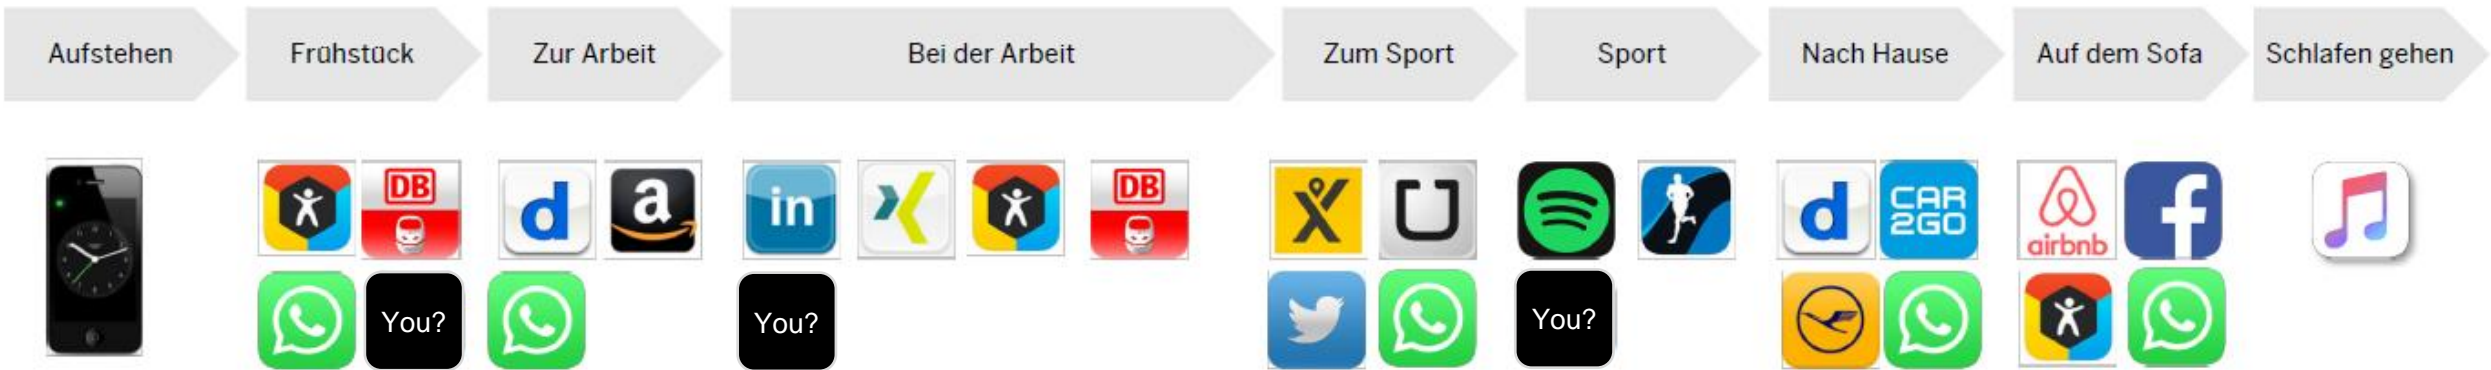 Aufstehen
Frühstück
Zur Arbeit
Bei der Arbeit
Zum Sport
Sport
Nach Hause
Auf dem Sofa
Schlafen gehen
DB
d
a
in
DB
d
CAR
2GO
airbnb
f
You?
You?
You?